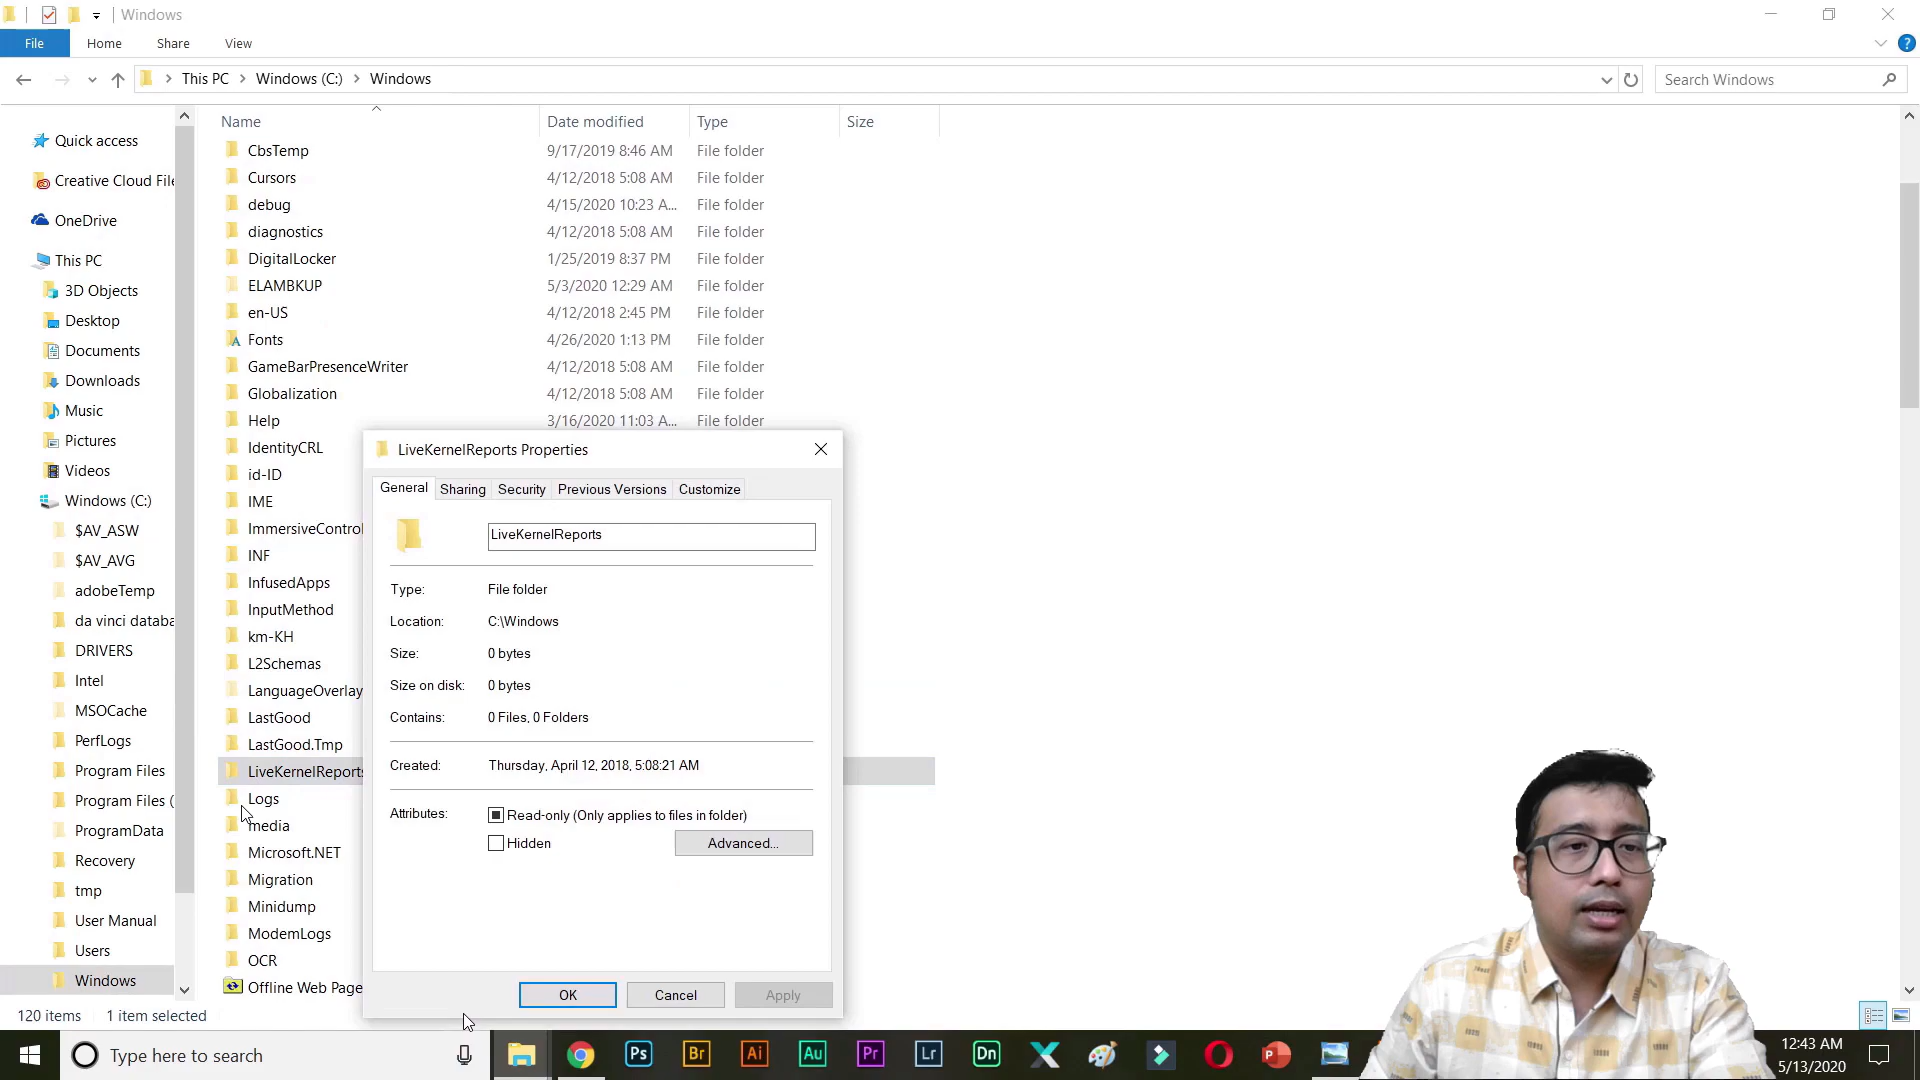 Windows
File Home Share View
This PC > Windows (C:) > Windows
Search Windows
Quick access
Creative Cloud File
OneDrive
This PC
3D Objects
Desktop
Documents
Downloads
Music
Pictures
Videos
Windows (C:)
$AV_ASW
$AV_AVG
adobeTemp
da vinci databa
DRIVERS
Intel
MSOCache
PerfLogs
Program Files
Program Files (
ProgramData
Recovery
tmp
User Manual
Users
Windows
Name Date modified Type Size
CbsTemp 9/17/2019 8:46 AM File folder
Cursors 4/12/2018 5:08 AM File folder
debug 4/15/2020 10:23 A... File folder
diagnostics 4/12/2018 5:08 AM File folder
DigitalLocker 1/25/2019 8:37 PM File folder
ELAMBKUP 5/3/2020 12:29 AM File folder
en-US 4/12/2018 2:45 PM File folder
Fonts 4/26/2020 1:13 PM File folder
GameBarPresenceWriter 4/12/2018 5:08 AM File folder
Globalization 4/12/2018 5:08 AM File folder
Help 3/16/2020 11:03 A... File folder
IdentityCRL
id-ID
IME
ImmersiveControl
INF
InfusedApps
InputMethod
km-KH
L2Schemas
LanguageOverlay
LastGood
LastGood.Tmp
LiveKernelReports
Logs
media
Microsoft.NET
Migration
Minidump
ModemLogs
OCR
Offline Web Page
LiveKernelReports Properties
General Sharing Security Previous Versions Customize
LiveKernelReports
Type: File folder
Location: C:\Windows
Size: 0 bytes
Size on disk: 0 bytes
Contains: 0 Files, 0 Folders
Created: Thursday, April 12, 2018, 5:08:21 AM
Attributes: Read-only (Only applies to files in folder)
Hidden Advanced...
OK Cancel Apply
120 items 1 item selected
Type here to search
Ps Br Ai Au Pr Lr Dn
12:43 AM
5/13/2020